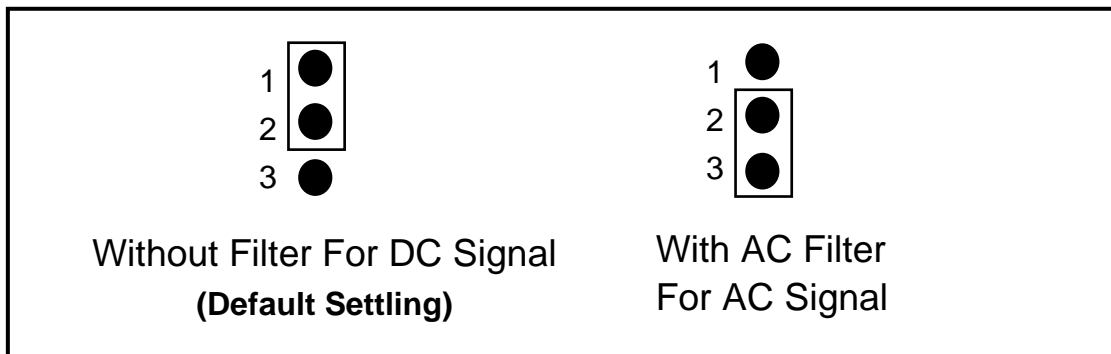 1
2
3
Without Filter For DC Signal
(Default Settling)
1
2
3
With AC Filter
For AC Signal